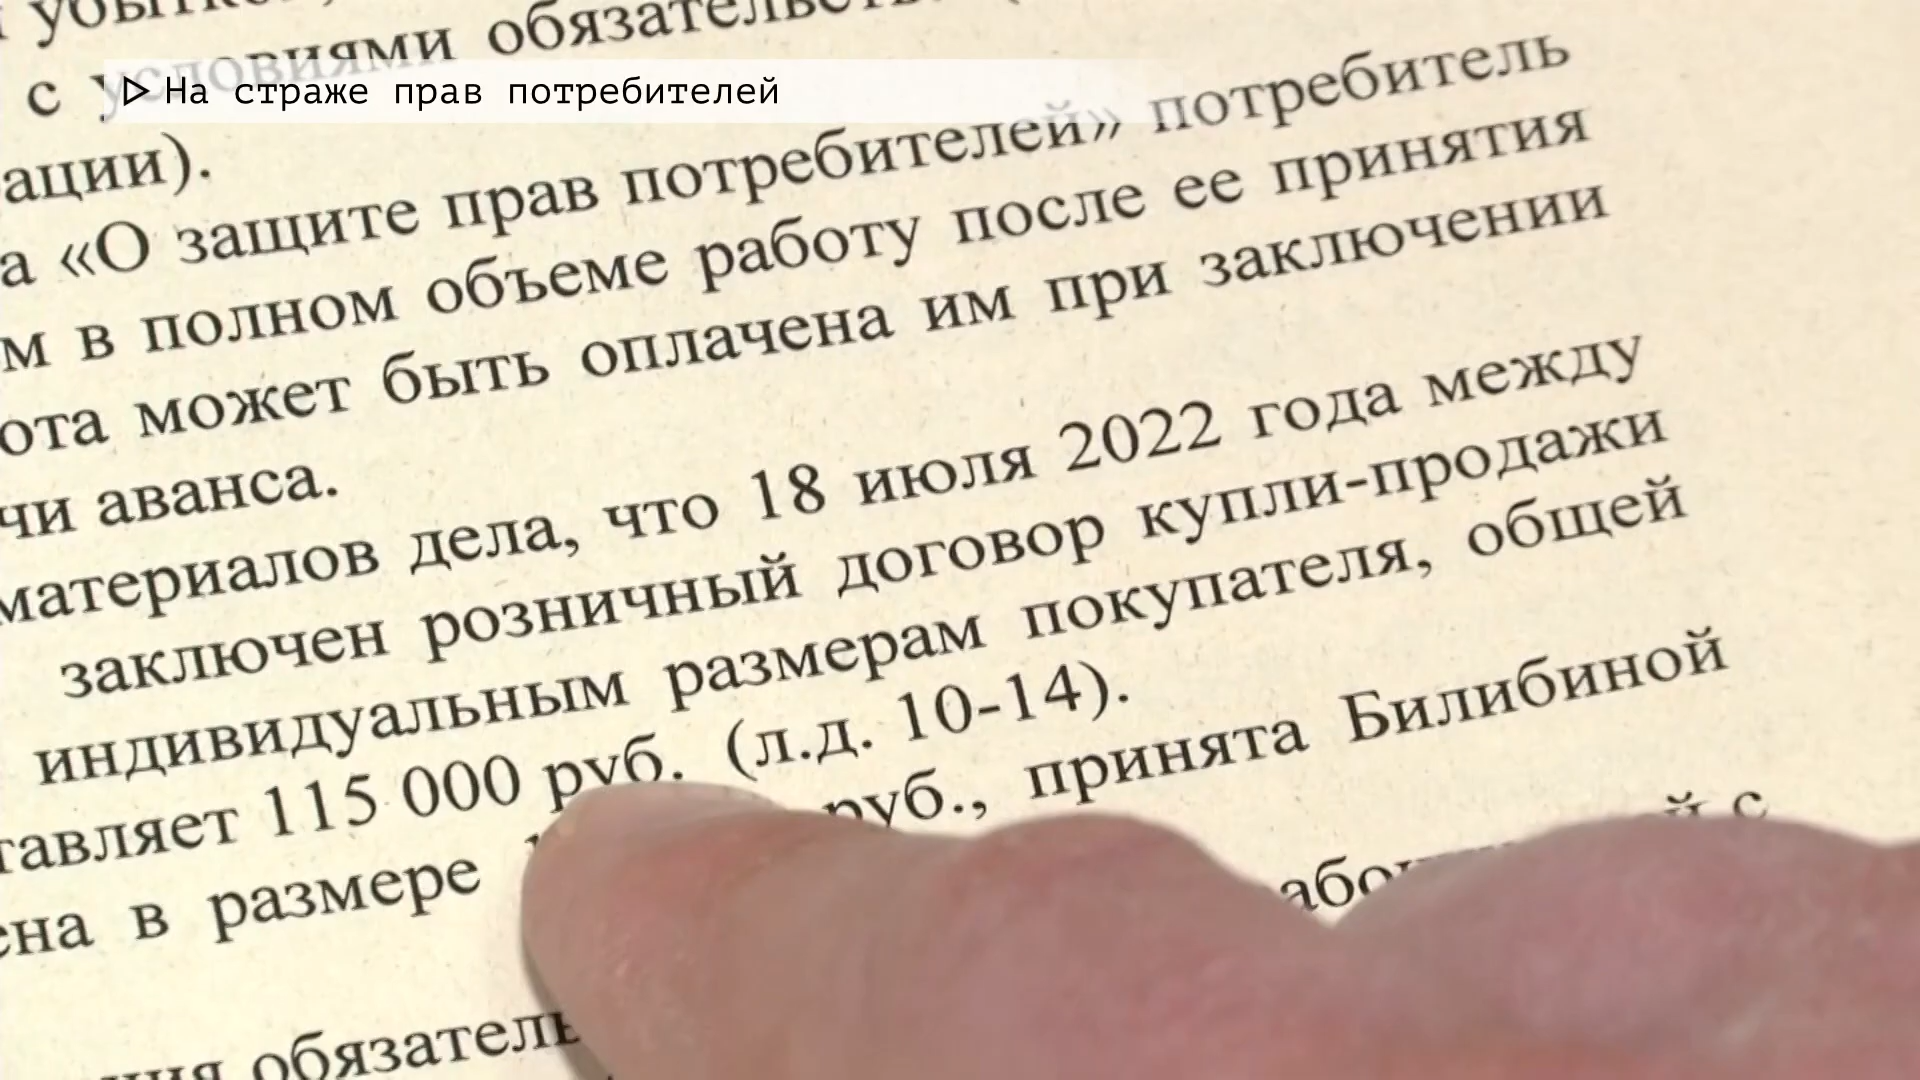 убытков,
с условиями обязательств
▷ На страже прав потребителей
ации).
а «О защите прав потребителей» потребитель
м в полном объеме работу после ее принятия
ота может быть оплачена им при заключении
чи аванса.
материалов дела, что 18 июля 2022 года между
заключен розничный договор купли-продажи
индивидуальным размерам покупателя, общей
тавляет 115 000 руб. (л.д. 10-14).
ена в размере руб., принята Билибиной
й с
обязатель